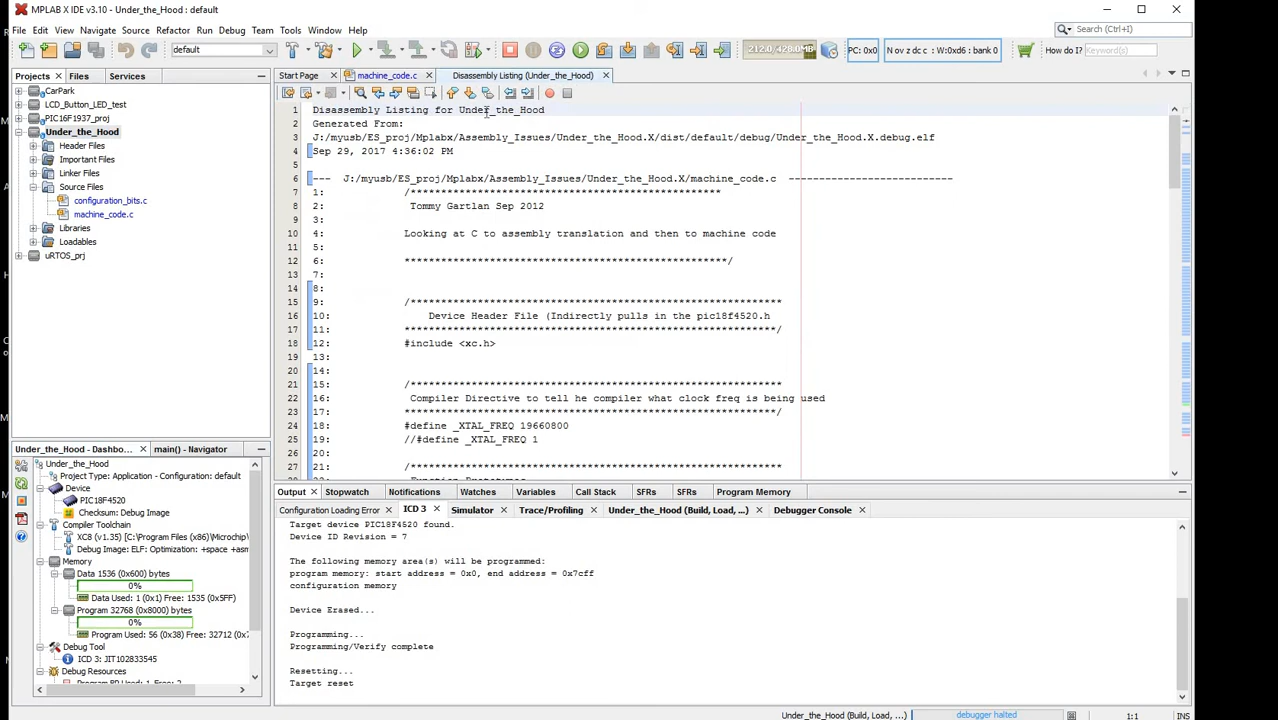 MPLAB X IDE v3.10 - Under_the_Hood : default
File Edit View Navigate Source Refactor Run Debug Team Tools Window Help
Search (Ctrl+I)
default
212.0/428.0MB
PC: 0x0
N ov z dc c : W:0xd6 : bank 0
How do I?
Keyword(s)
Projects Files Services
Start Page machine_code.c Disassembly Listing (Under_the_Hood)
CarPark
LCD_Button_LED_test
PIC16F1937_proj
Under_the_Hood
Header Files
Important Files
Linker Files
Source Files
configuration_bits.c
machine_code.c
Libraries
Loadables
uRTOS_prj
1 Disassembly Listing for Under_the_Hood
2 Generated From:
3 J:/myusb/ES_proj/Mplabx/Assembly_Issues/Under_the_Hood.X/dist/default/debug/Under_the_Hood.X.debug.elf
4 Sep 29, 2017 4:36:02 PM
5
6 --- J:/myusb/ES_proj/Mplabx/Assembly_Issues/Under_the_Hood.X/machine_code.c ---------------------------
7 1: /***************************************
8 2: Tommy Gartlan Sep 2012
9 3:
10 4: Looking at C to assembly translation and then to machine code
11 5:
12 6: *****************************************/
13 7:
14 8:
15 9: /***********************************************
16 10: Device Header File (Indirectly pulls in the pic18f4520.h
17 11: ***********************************************/
18 12: #include <xc.h>
19 13:
20 14:
21 15: /***********************************************
22 16: Compiler Directive to tell he compiler what clock freq is being used
23 17: ***********************************************/
24 18: #define _XTAL_FREQ 19660800
25 19: //#define _XTAL_FREQ 1
26 20:
27 21: /***********************************************
Under_the_Hood - Dashbo... main() - Navigator
Under_the_Hood
Project Type: Application - Configuration: default
Device
PIC18F4520
Checksum: Debug Image
Compiler Toolchain
XC8 (v1.35) [C:\Program Files (x86)\Microchip
Debug Image: ELF: Optimization: +space +asm
Memory
Data 1536 (0x600) bytes
0%
Data Used: 1 (0x1) Free: 1535 (0x5FF)
Program 32768 (0x8000) bytes
0%
Program Used: 56 (0x38) Free: 32712 (0x7
Debug Tool
ICD 3: JIT102833545
Debug Resources
Output Stopwatch Notifications Watches Variables Call Stack SFRs SFRs Program Memory
Configuration Loading Error ICD 3 Simulator Trace/Profiling Under_the_Hood (Build, Load, ...) Debugger Console
Target device PIC18F4520 found.
Device ID Revision = 7
The following memory area(s) will be programmed:
program memory: start address = 0x0, end address = 0x7cff
configuration memory
Device Erased...
Programming...
Programming/Verify complete
Resetting...
Target reset
Under_the_Hood (Build, Load, ...) debugger halted 1:1 INS